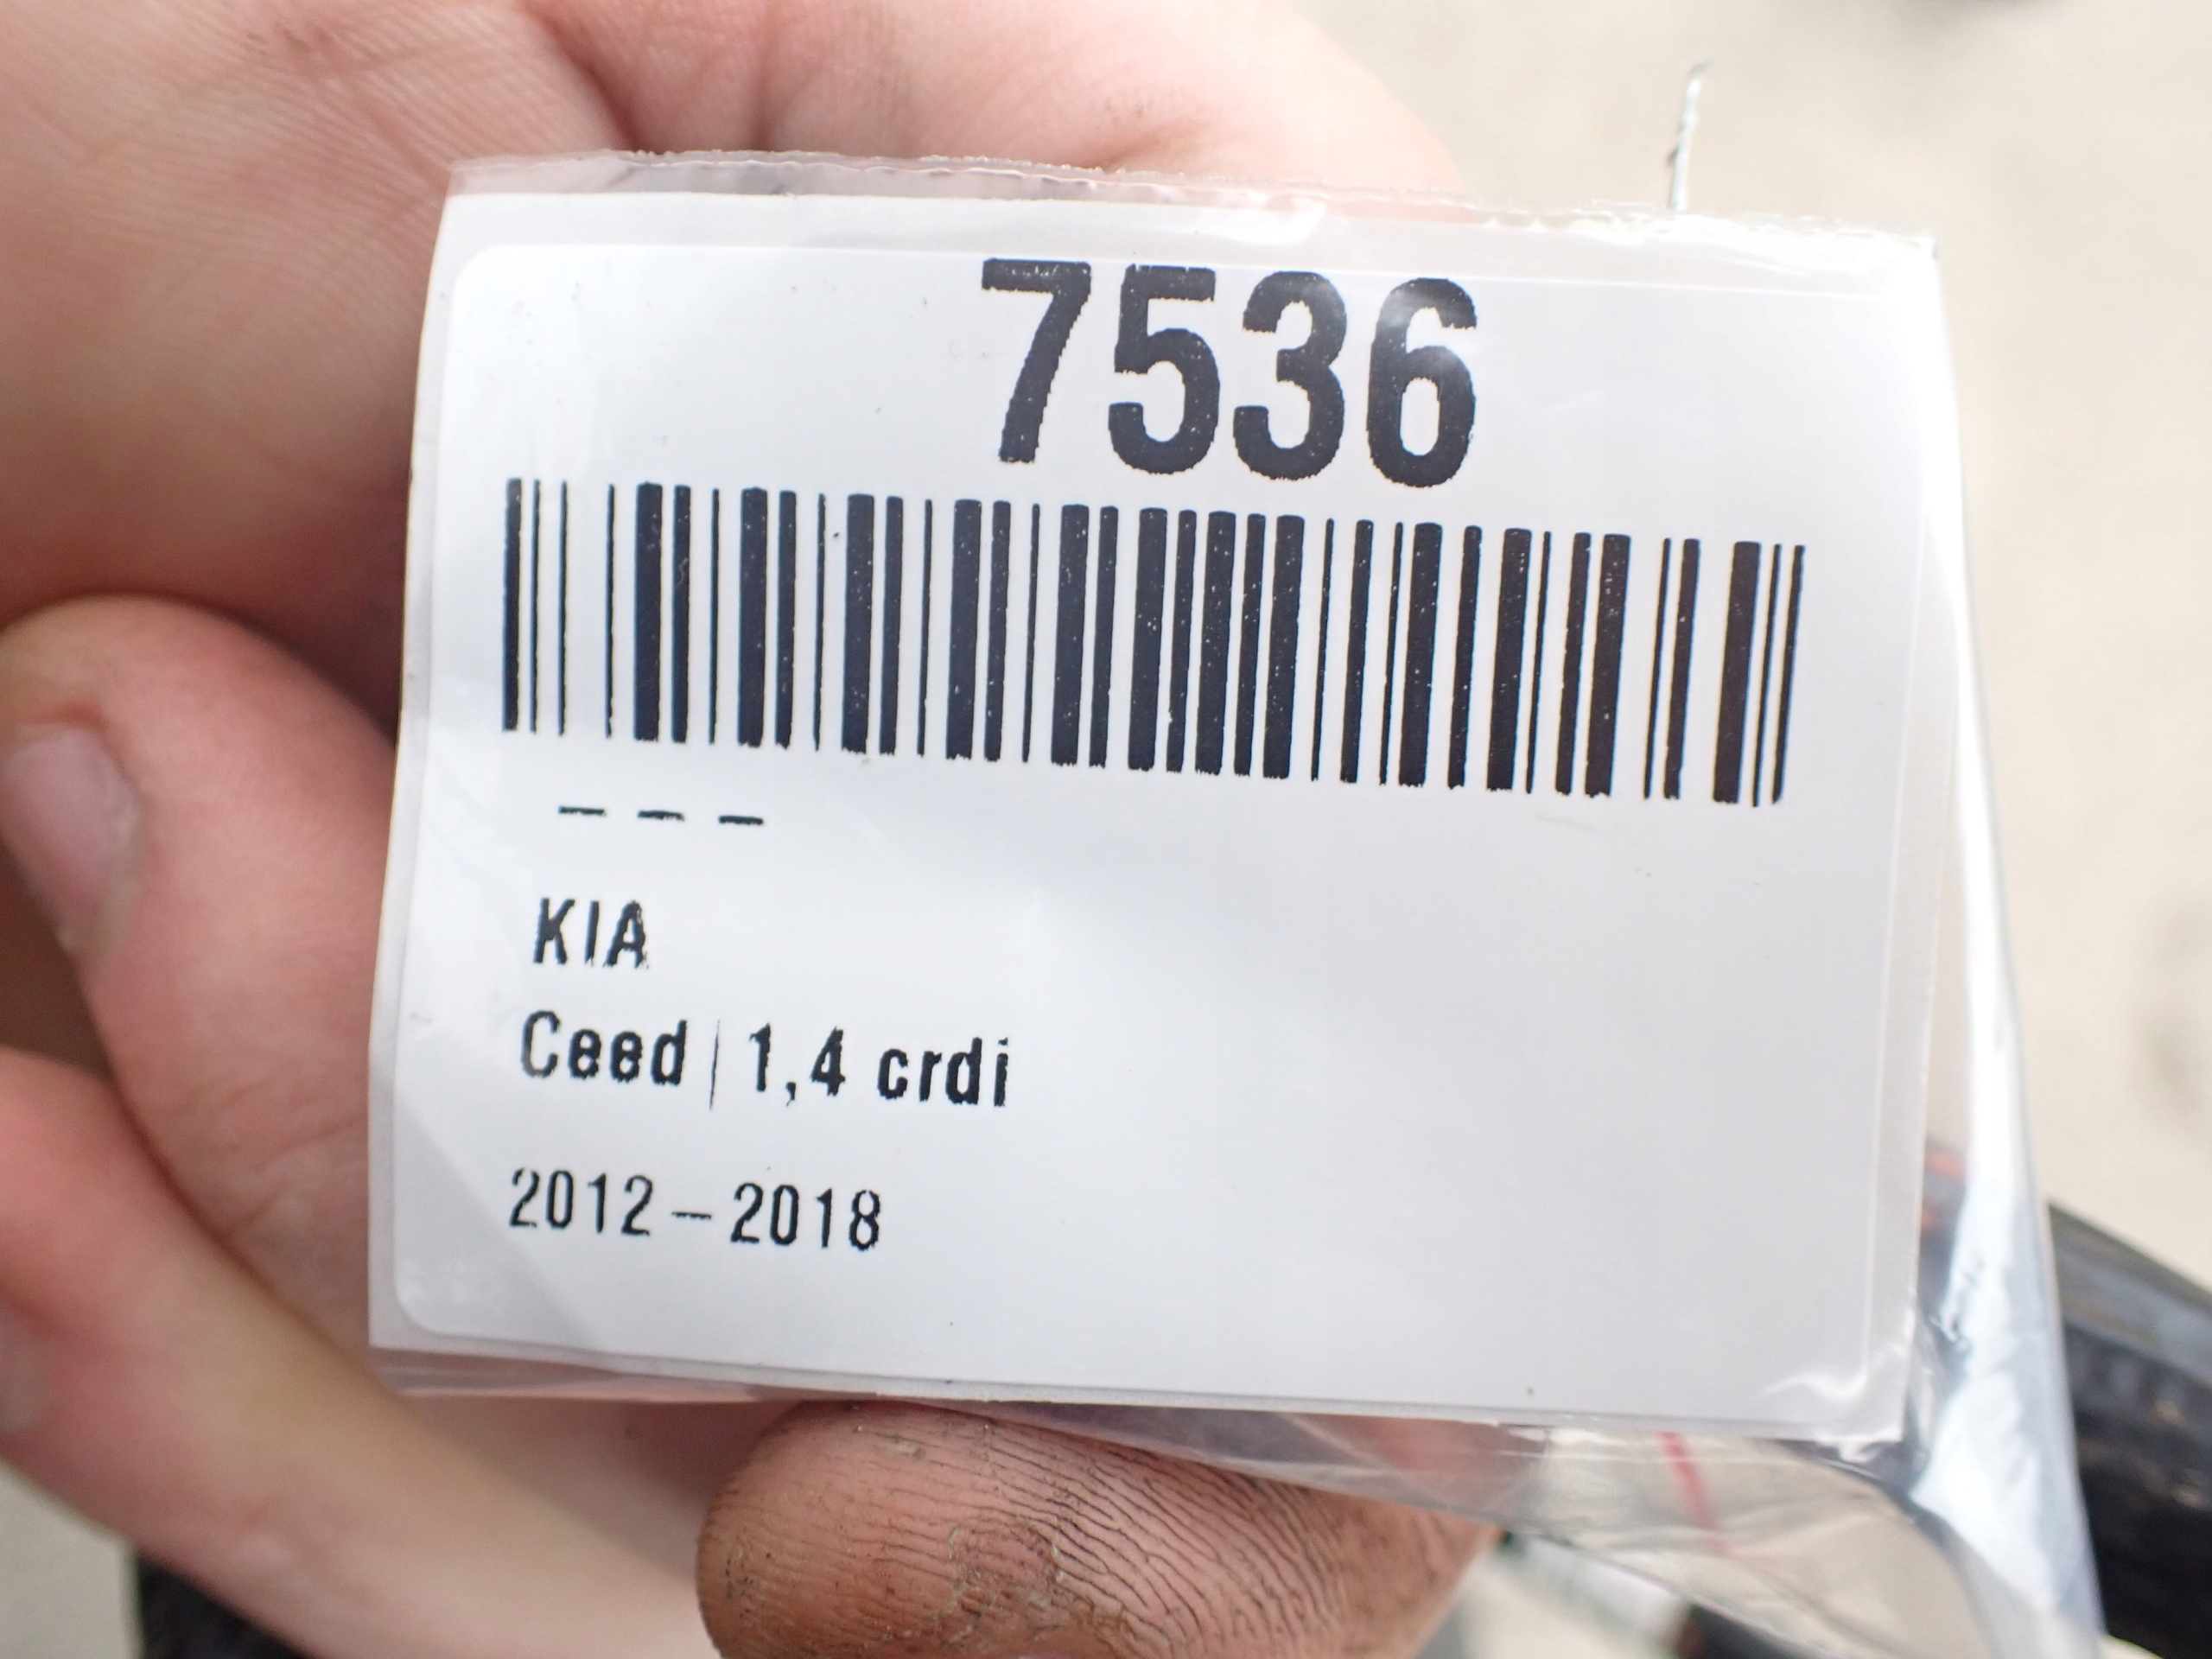 7536
– – –
KIA
Ceed | 1,4 crdi
2012 – 2018